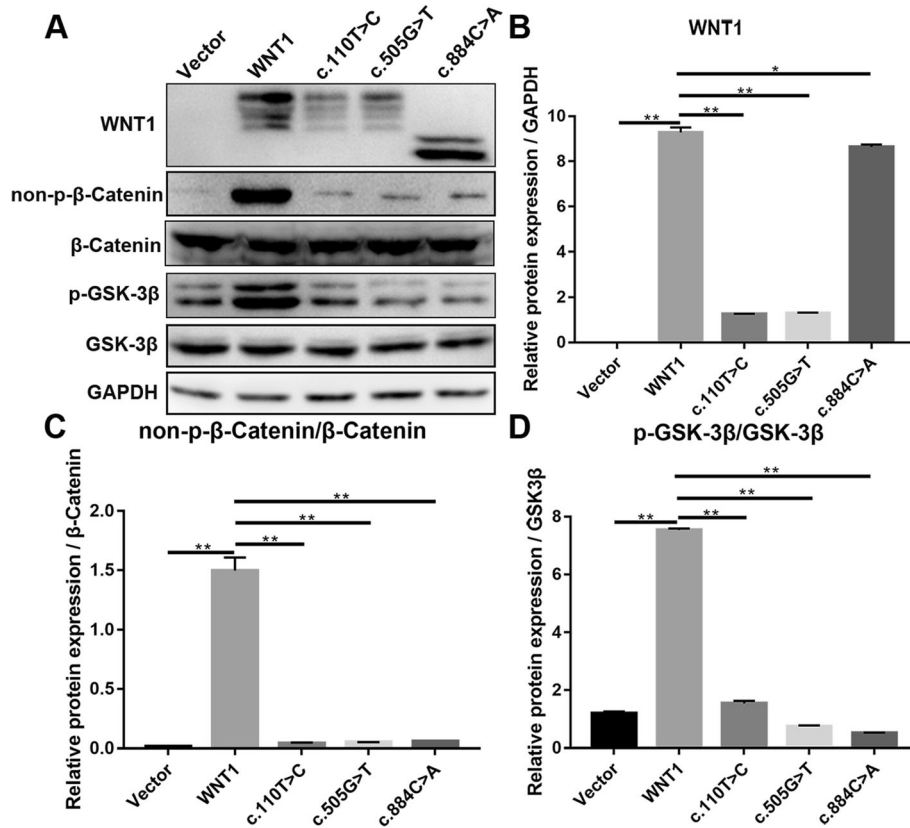 A
Vector
WNT1
c.110T>C
c.505G>T
c.884C>A
WNT1
non-p-β-Catenin
β-Catenin
p-GSK-3β
GSK-3β
GAPDH
B
WNT1
Relative protein expression / GAPDH
10
8
6
4
2
0
*
**
**
**
Vector
WNT1
c.110T>C
c.505G>T
c.884C>A
C
non-p-β-Catenin/β-Catenin
Relative protein expression / β-Catenin
2.0
1.5
1.0
0.5
0.0
**
**
**
**
Vector
WNT1
c.110T>C
c.505G>T
c.884C>A
D
p-GSK-3β/GSK-3β
Relative protein expression / GSK3β
8
6
4
2
0
**
**
**
**
Vector
WNT1
c.110T>C
c.505G>T
c.884C>A